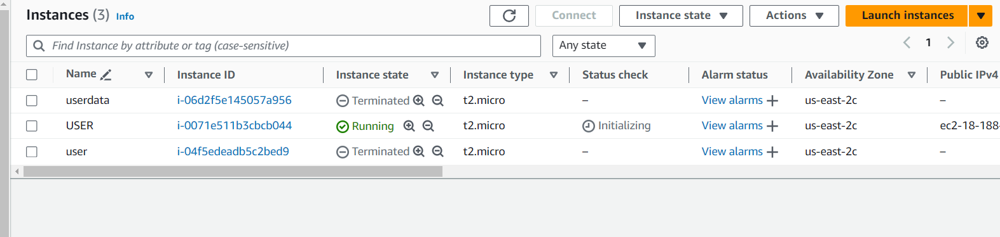 Instances (3) Info Connect Instance state Actions Launch instances
Find Instance by attribute or tag (case-sensitive) Any state 1
Name Instance ID Instance state Instance type Status check Alarm status Availability Zone Public IPv4
userdata i-06d2f5e145057a956 Terminated t2.micro – View alarms + us-east-2c –
USER i-0071e511b3cbcb044 Running t2.micro Initializing View alarms + us-east-2c ec2-18-188-
user i-04f5edeadb5c2bed9 Terminated t2.micro – View alarms + us-east-2c –